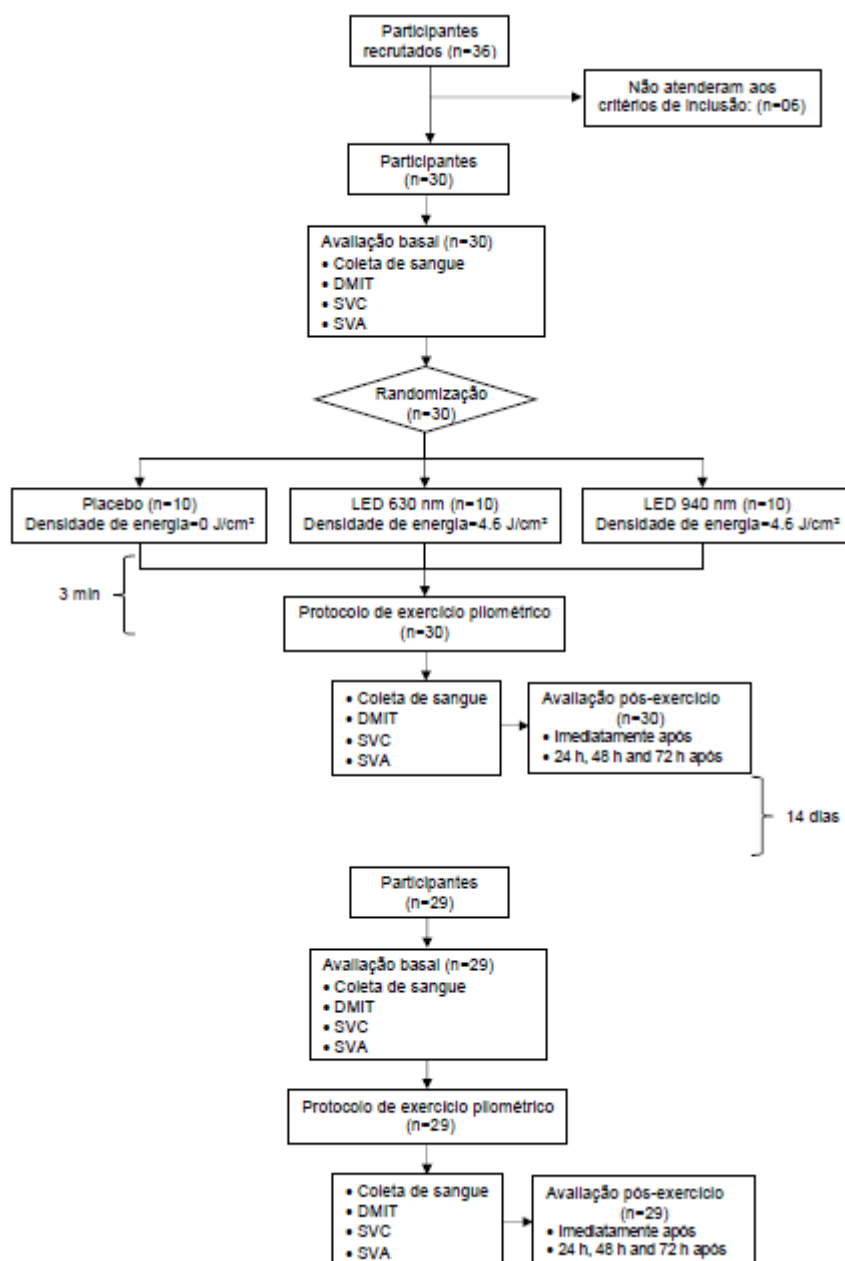 Participantes
recrutados (n=36)
Não atenderam aos
critérios de inclusão: (n=06)
Participantes
(n=30)
Avaliação basal (n=30)
• Coleta de sangue
• DMIT
• SVC
• SVA
Randomização
(n=30)
Placebo (n=10)
Densidade de energia=0 J/cm²
LED 630 nm (n=10)
Densidade de energia=4.6 J/cm²
LED 940 nm (n=10)
Densidade de energia=4.6 J/cm²
3 min
Protocolo de exercício pliométrico
(n=30)
• Coleta de sangue
• DMIT
• SVC
• SVA
Avaliação pós-exercício
(n=30)
• Imediatamente após
• 24 h, 48 h and 72 h após
14 dias
Participantes
(n=29)
Avaliação basal (n=29)
• Coleta de sangue
• DMIT
• SVC
• SVA
Protocolo de exercício pliométrico
(n=29)
• Coleta de sangue
• DMIT
• SVC
• SVA
Avaliação pós-exercício
(n=29)
• Imediatamente após
• 24 h, 48 h and 72 h após